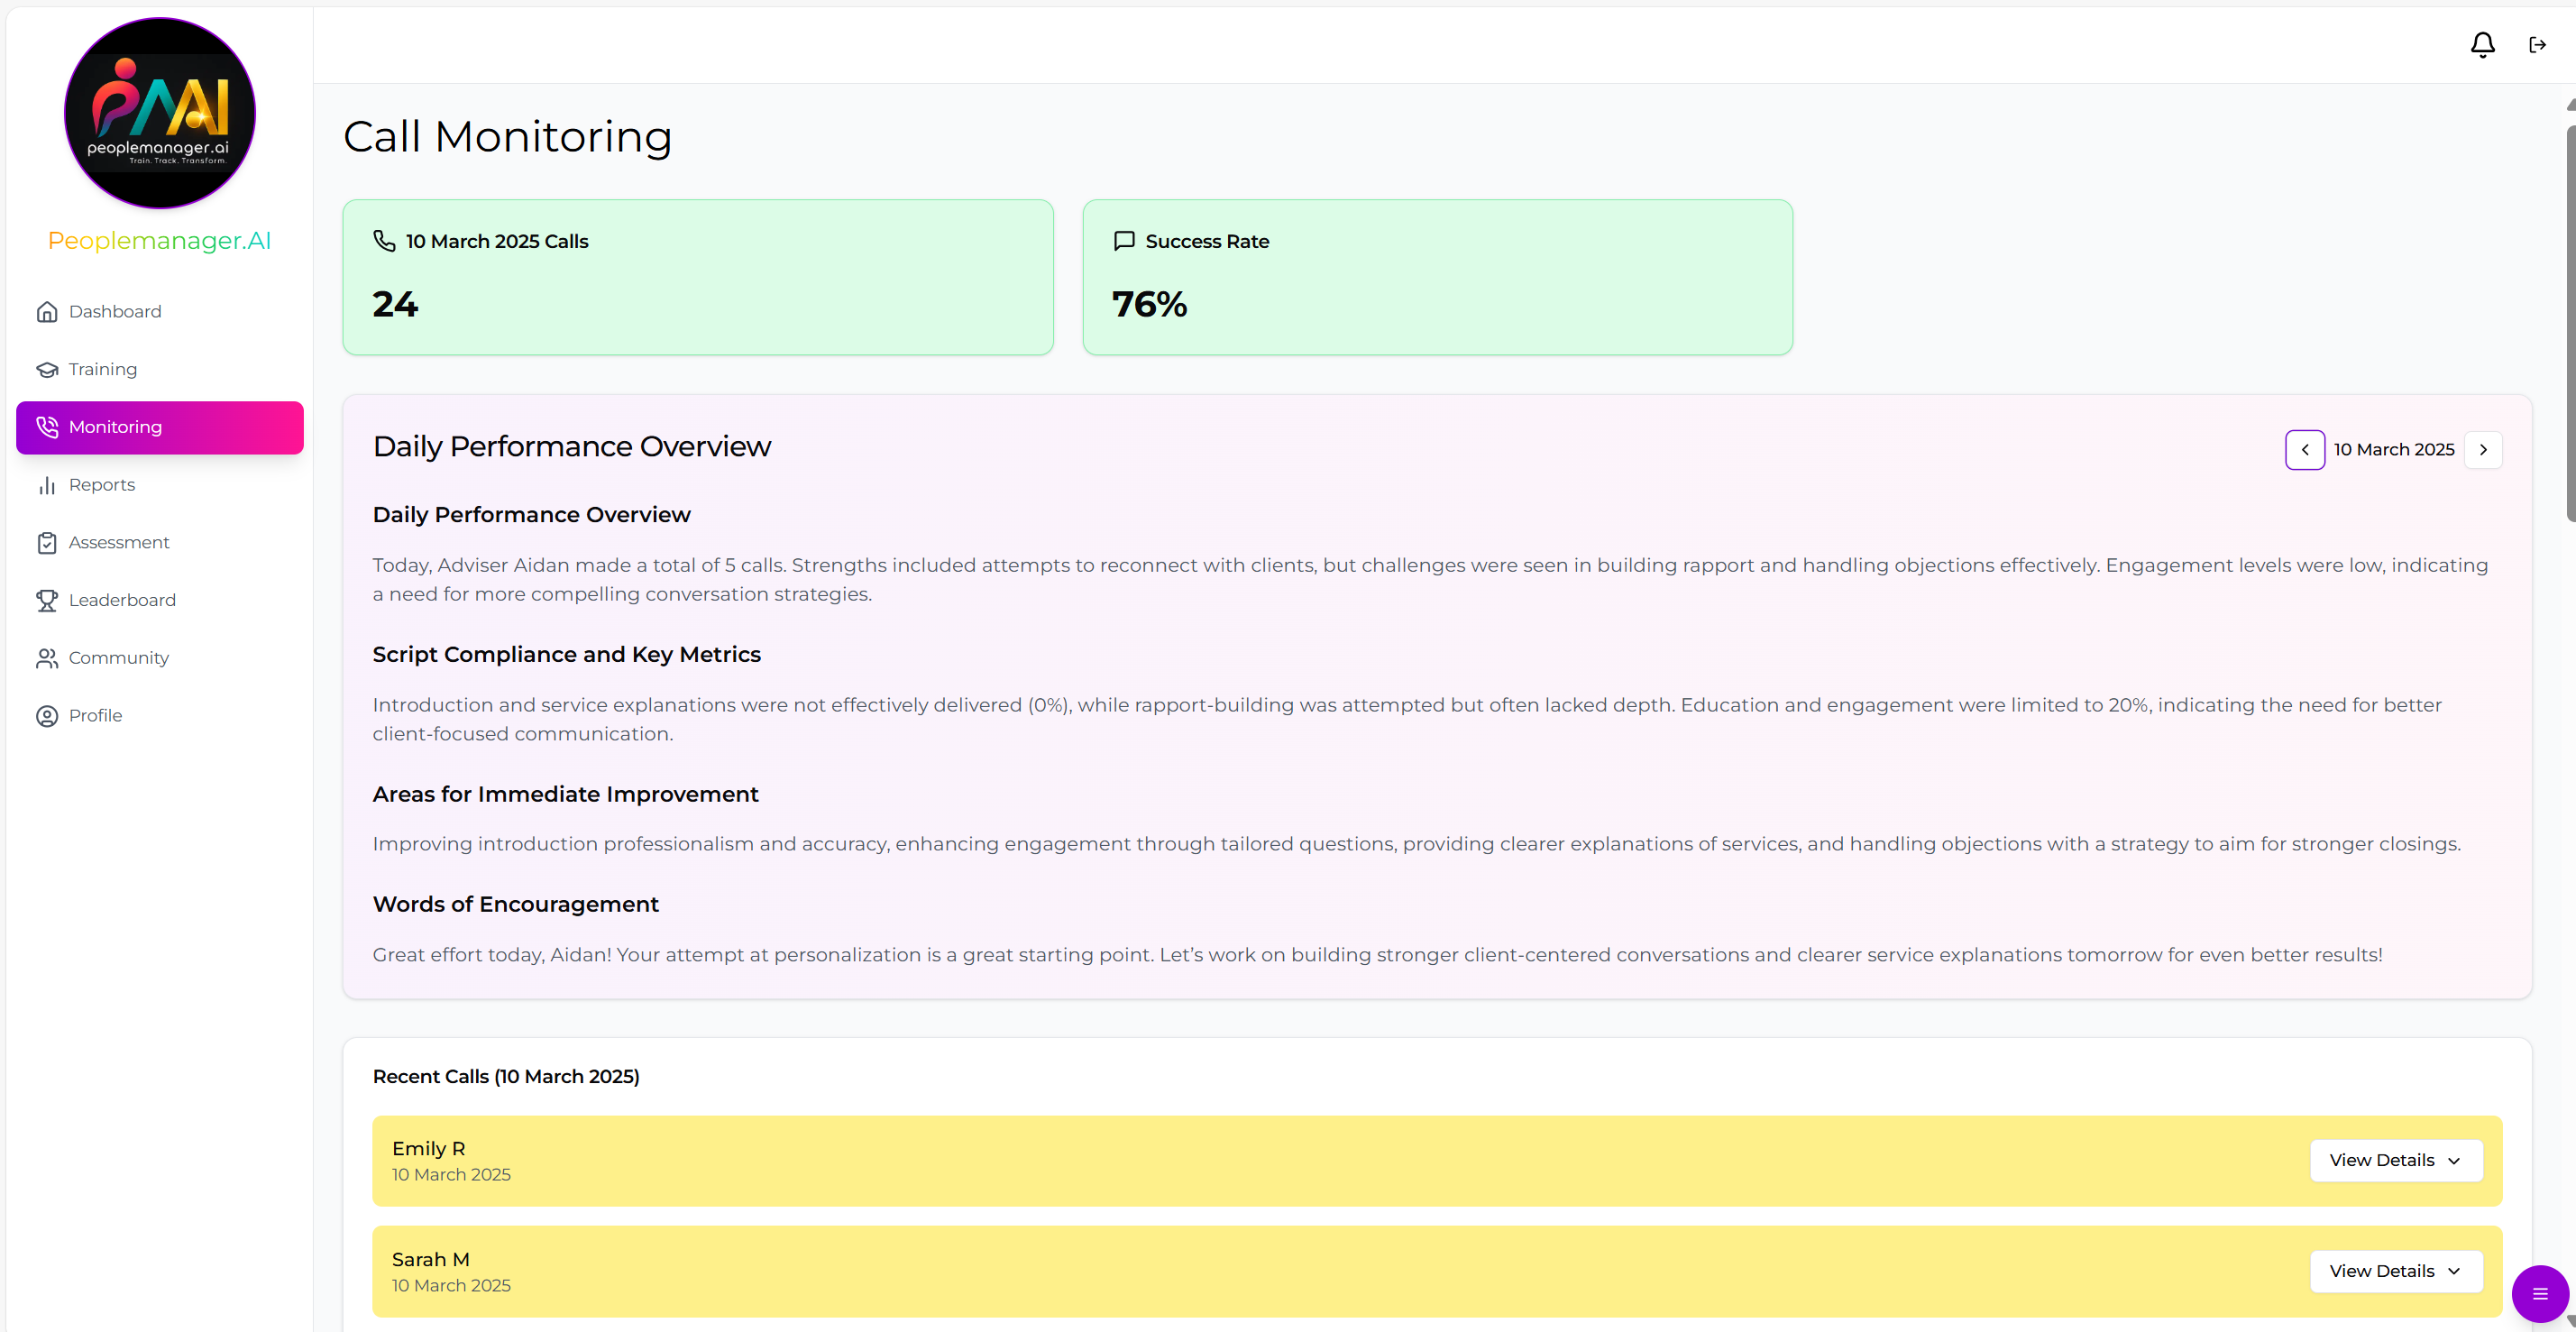 PMAI
peoplemanager.ai
Train. Track. Transform.
Peoplemanager.AI
Dashboard
Training
Monitoring
Reports
Assessment
Leaderboard
Community
Profile
Call Monitoring
10 March 2025 Calls
24
Success Rate
76%
Daily Performance Overview
10 March 2025
Daily Performance Overview
Today, Adviser Aidan made a total of 5 calls. Strengths included attempts to reconnect with clients, but challenges were seen in building rapport and handling objections effectively. Engagement levels were low, indicating
a need for more compelling conversation strategies.
Script Compliance and Key Metrics
Introduction and service explanations were not effectively delivered (0%), while rapport-building was attempted but often lacked depth. Education and engagement were limited to 20%, indicating the need for better
client-focused communication.
Areas for Immediate Improvement
Improving introduction professionalism and accuracy, enhancing engagement through tailored questions, providing clearer explanations of services, and handling objections with a strategy to aim for stronger closings.
Words of Encouragement
Great effort today, Aidan! Your attempt at personalization is a great starting point. Let’s work on building stronger client-centered conversations and clearer service explanations tomorrow for even better results!
Recent Calls (10 March 2025)
Emily R
10 March 2025
View Details
Sarah M
10 March 2025
View Details